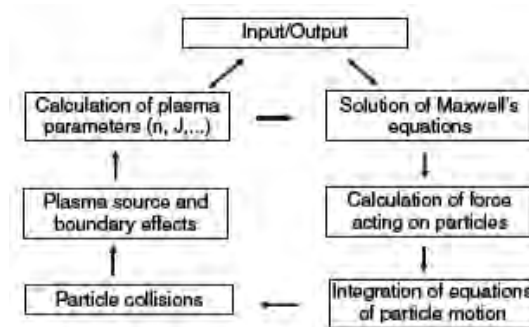 Input/Output
Calculation of plasma
parameters (n, J,...)
Solution of Maxwell's
equations
Plasma source and
boundary effects
Calculation of force
acting on particles
Particle collisions
Integration of equations
of particle motion